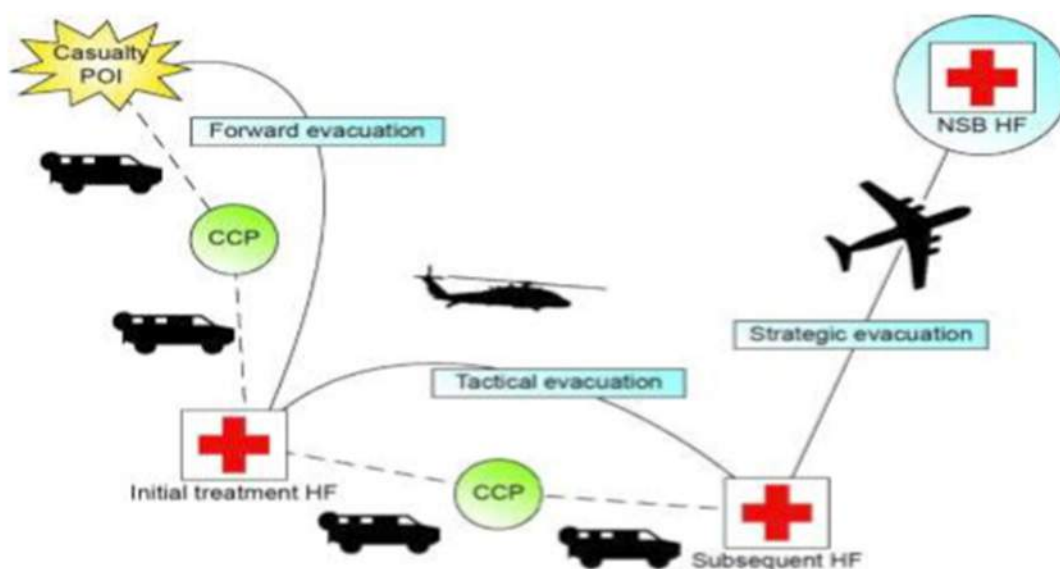 Casualty
POI
Forward evacuation
NSB HF
CCP
Strategic evacuation
Tactical evacuation
Initial treatment HF
CCP
Subsequent HF